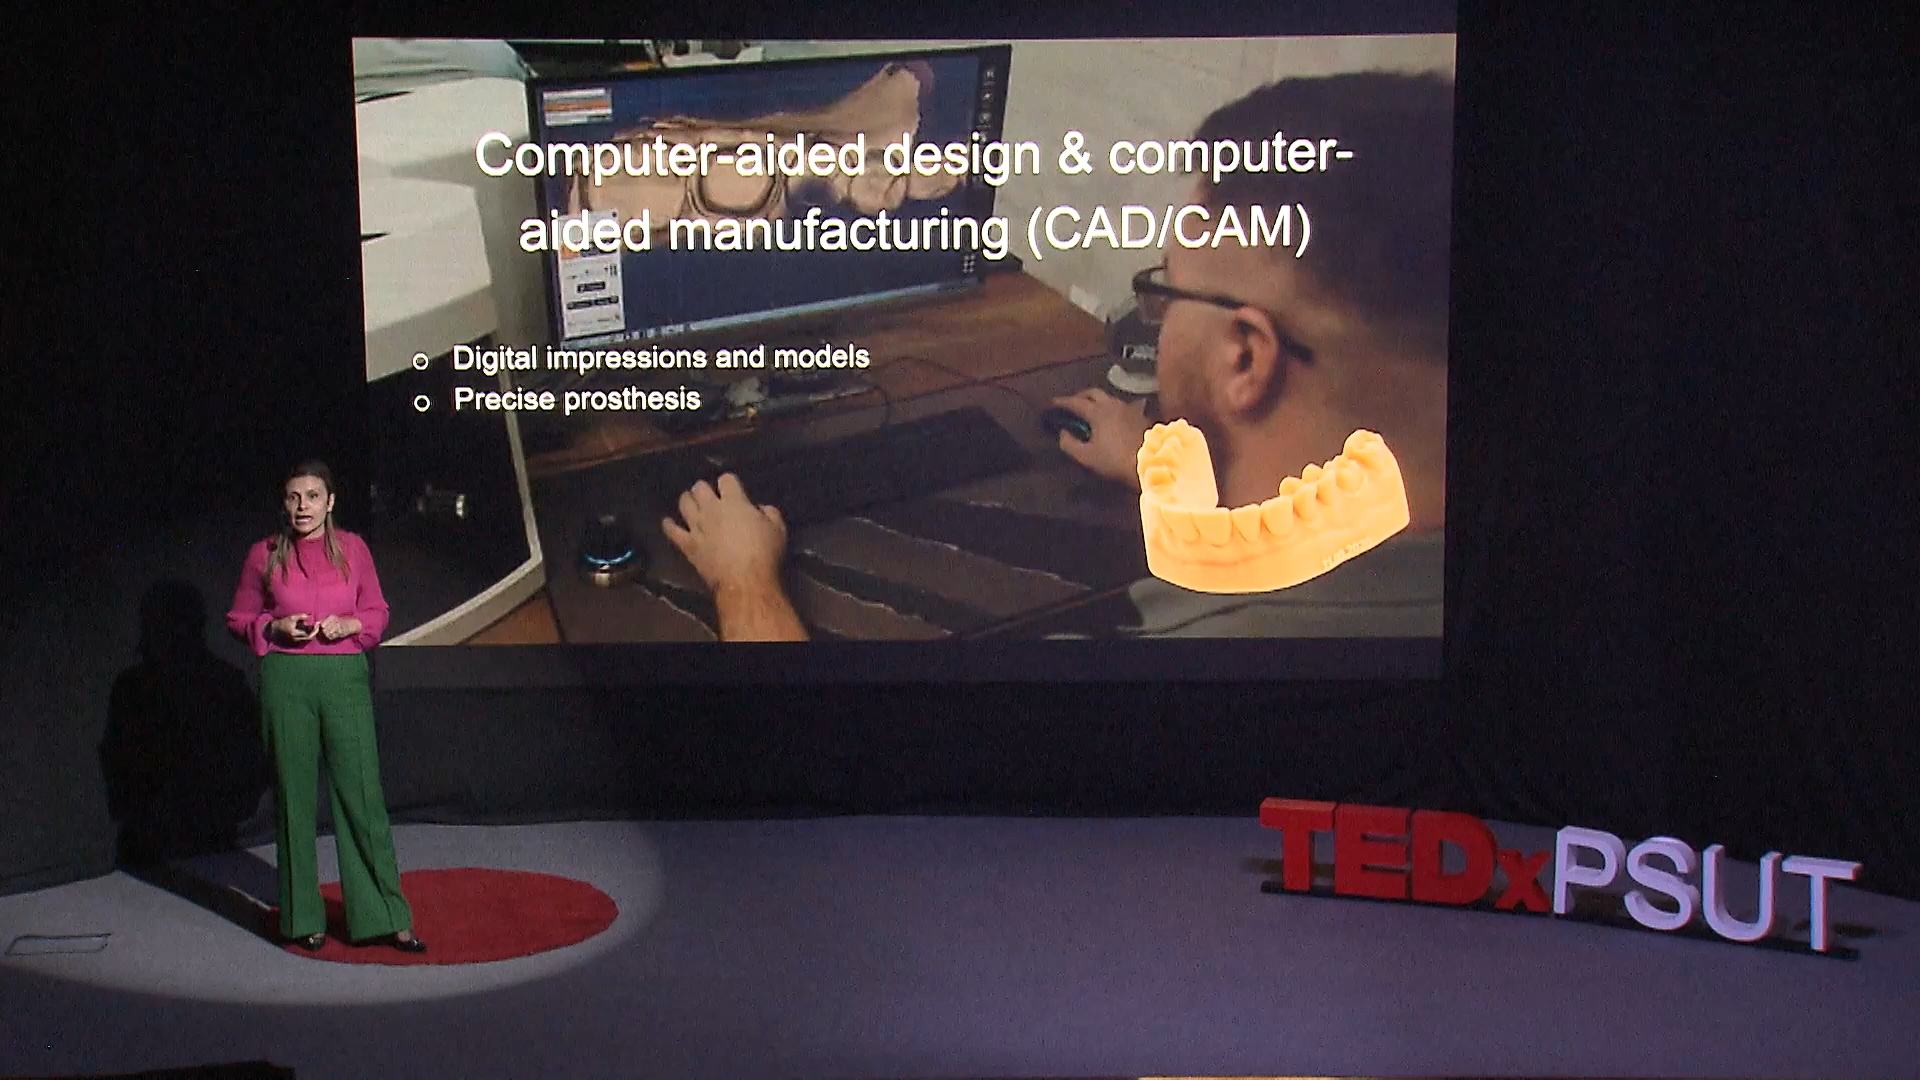 Computer-aided design & computer-
aided manufacturing (CAD/CAM)
Digital impressions and models
Precise prosthesis
TEDxPSUT